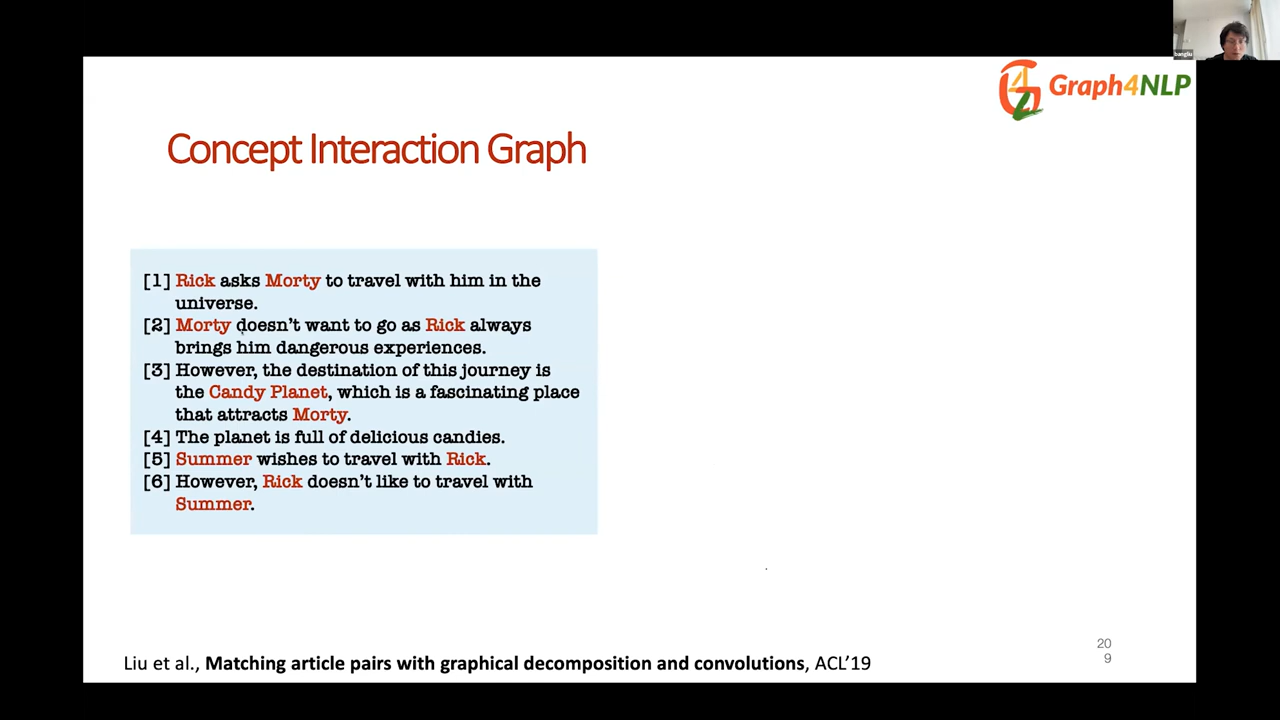 bangliu
Graph4NLP
Concept Interaction Graph
[1] Rick asks Morty to travel with him in the
universe.
[2] Morty doesn't want to go as Rick always
brings him dangerous experiences.
[3] However, the destination of this journey is
the Candy Planet, which is a fascinating place
that attracts Morty.
[4] The planet is full of delicious candies.
[5] Summer wishes to travel with Rick.
[6] However, Rick doesn't like to travel with
Summer.
20
9
Liu et al., Matching article pairs with graphical decomposition and convolutions, ACL'19